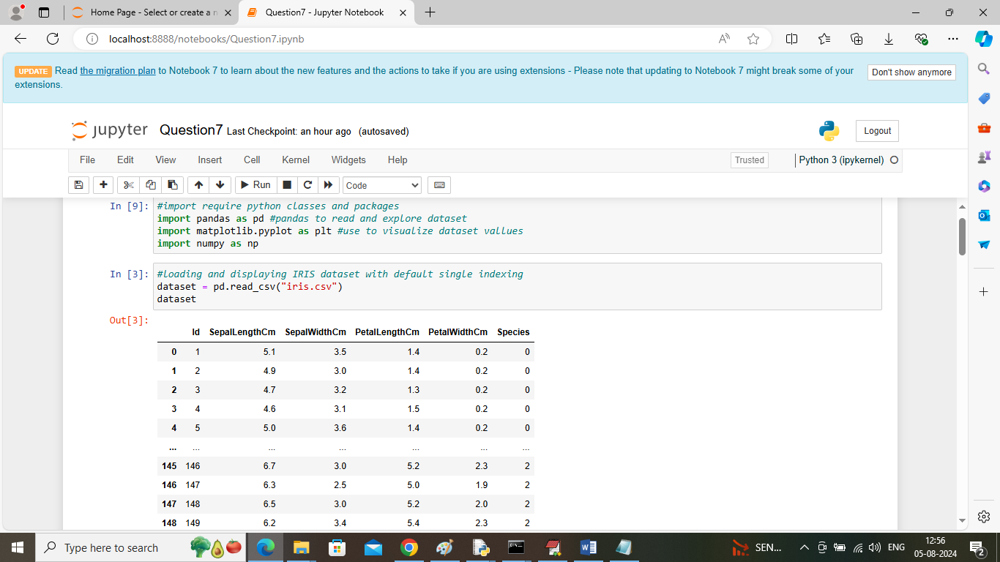 Home Page - Select or create a n
Question7 - Jupyter Notebook
localhost:8888/notebooks/Question7.ipynb
UPDATE Read the migration plan to Notebook 7 to learn about the new features and the actions to take if you are using extensions - Please note that updating to Notebook 7 might break some of your
extensions.
Don't show anymore
jupyter Question7 Last Checkpoint: an hour ago (autosaved)
Logout
File Edit View Insert Cell Kernel Widgets Help
Trusted
Python 3 (ipykernel)
Run
Code
In [9]: #import require python classes and packages
import pandas as pd #pandas to read and explore dataset
import matplotlib.pyplot as plt #use to visualize dataset vallues
import numpy as np
In [3]: #loading and displaying IRIS dataset with default single indexing
dataset = pd.read_csv("iris.csv")
dataset
Out[3]:
Id SepalLengthCm SepalWidthCm PetalLengthCm PetalWidthCm Species
0 1 5.1 3.5 1.4 0.2 0
1 2 4.9 3.0 1.4 0.2 0
2 3 4.7 3.2 1.3 0.2 0
3 4 4.6 3.1 1.5 0.2 0
4 5 5.0 3.6 1.4 0.2 0
... ... ... ... ... ... ...
145 146 6.7 3.0 5.2 2.3 2
146 147 6.3 2.5 5.0 1.9 2
147 148 6.5 3.0 5.2 2.0 2
148 149 6.2 3.4 5.4 2.3 2
Type here to search
SEN...
ENG
12:56
05-08-2024
2